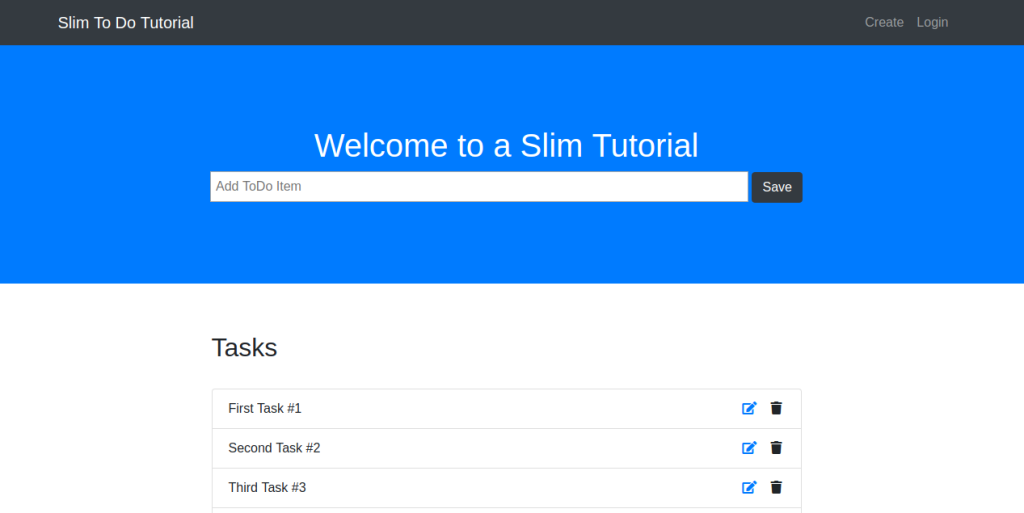 Slim To Do Tutorial Create Login
Welcome to a Slim Tutorial
Add ToDo Item Save
Tasks
First Task #1
Second Task #2
Third Task #3